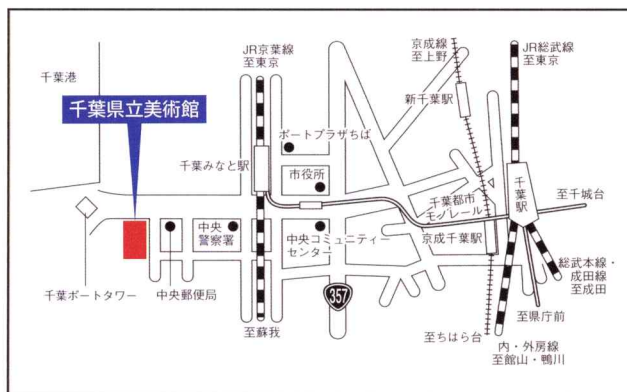 JR京葉線
至東京
京成線
至上野
JR総武線
至東京
千葉港
新千葉駅
千葉県立美術館
ポートプラザちば
千葉みなと駅
市役所
千葉都市
モノレール
千葉駅
至千城台
中央
警察署
中央コミュニティー
センター
京成千葉駅
総武本線・
成田線
至成田
千葉ポートタワー
中央郵便局
357
至県庁前
至蘇我
至ちはら台
内・外房線
至館山・鴨川